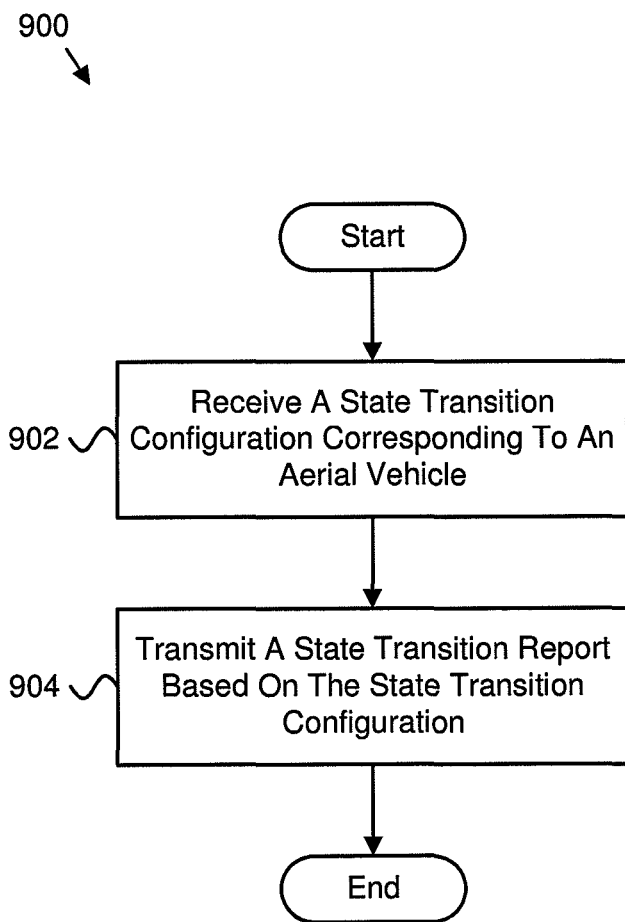 900
Start
902
Receive A State Transition
Configuration Corresponding To An
Aerial Vehicle
904
Transmit A State Transition Report
Based On The State Transition
Configuration
End